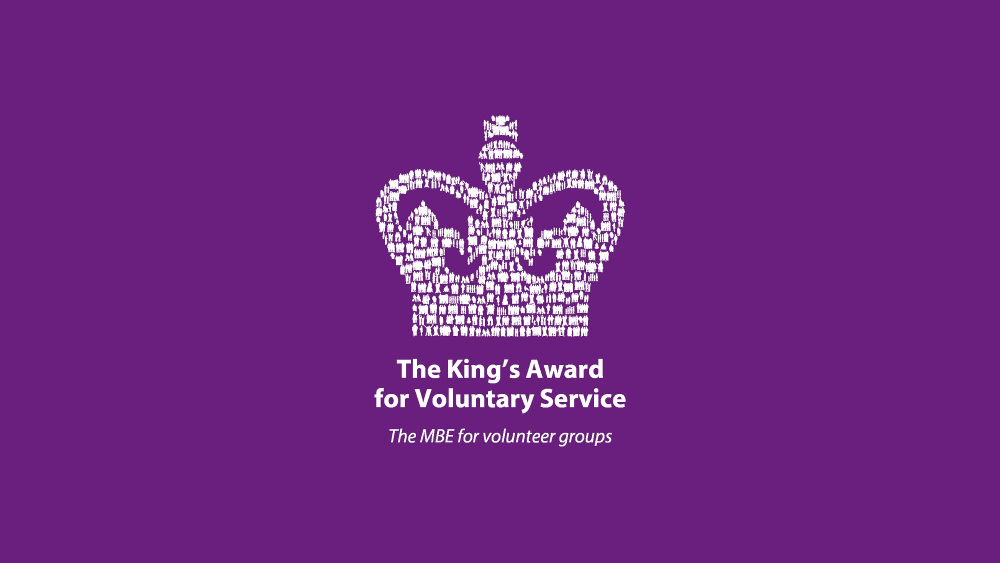 The King’s Award
for Voluntary Service
The MBE for volunteer groups